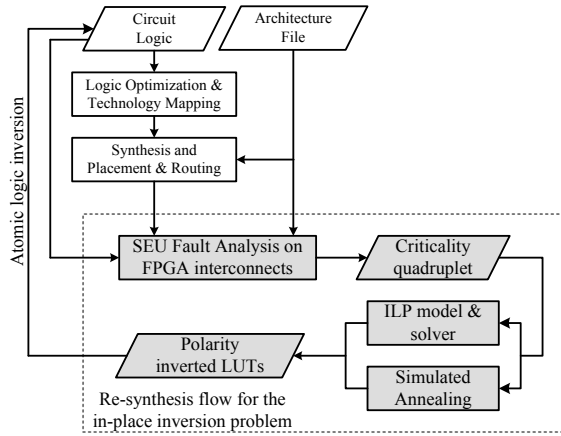 Circuit
Logic
Architecture
File
Logic Optimization &
Technology Mapping
Synthesis and
Placement & Routing
Atomic logic inversion
SEU Fault Analysis on
FPGA interconnects
Criticality
quadruplet
ILP model &
solver
Polarity
inverted LUTs
Simulated
Annealing
Re-synthesis flow for the
in-place inversion problem